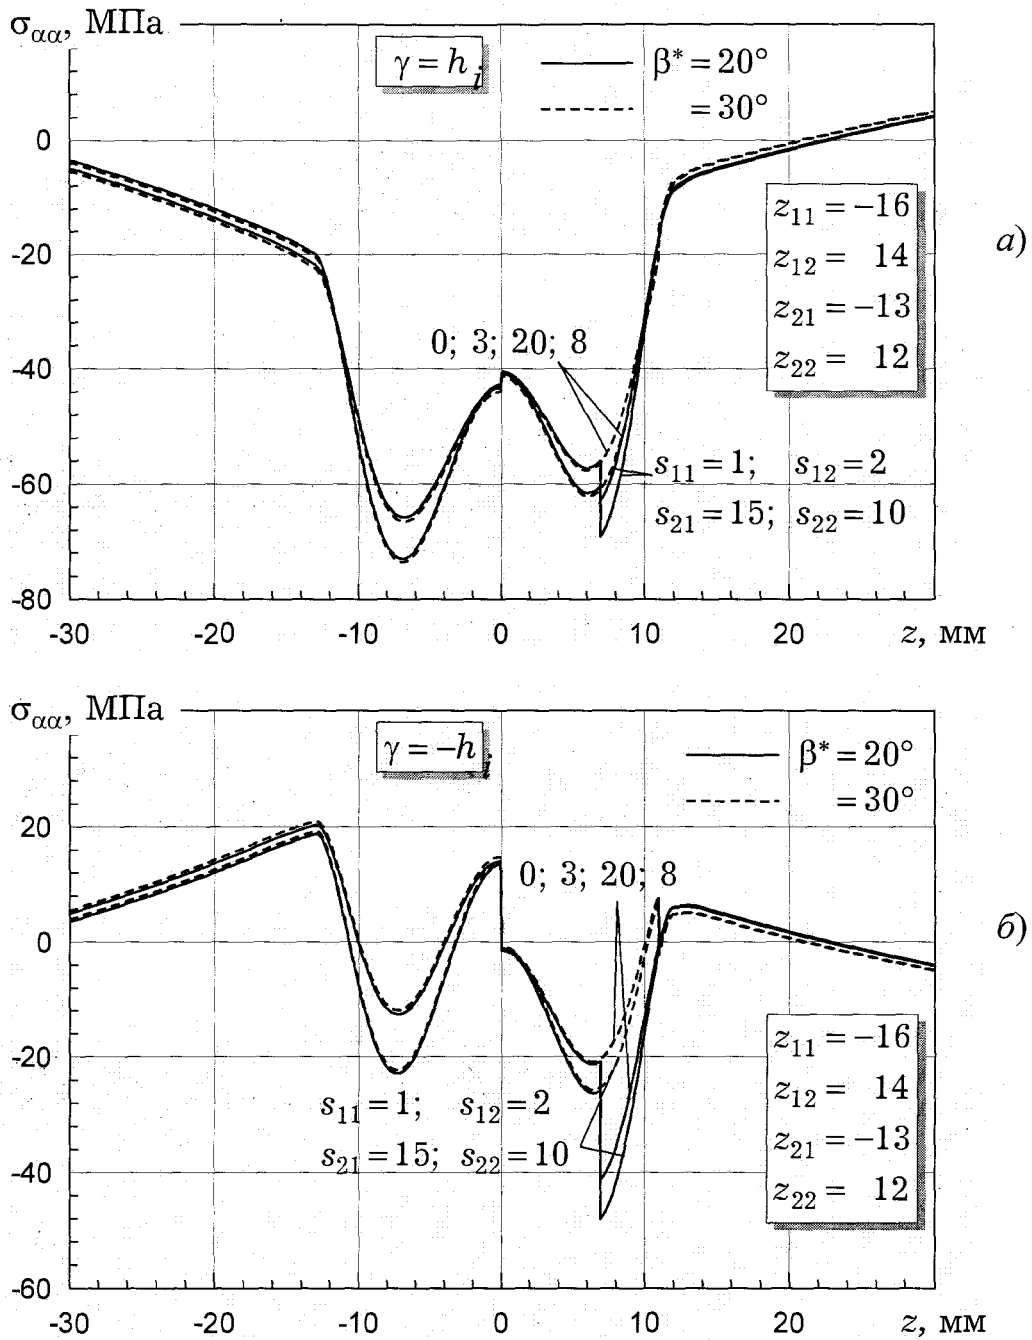 σαα, МПа
γ = h i
β* = 20°
= 30°
0
z11 = −16
z12 = 14
а)
-20
z21 = −13
0; 3; 20; 8
z22 = 12
-40
s11 = 1; s12 = 2
-60
s21 = 15; s22 = 10
-80
-30 -20 -10 0 10 20 z, мм
σαα, МПа
γ = −h i
β* = 20°
= 30°
20
0; 3; 20; 8
0
б)
z11 = −16
-20
z12 = 14
s11 = 1; s12 = 2
z21 = −13
s21 = 15; s22 = 10
-40
z22 = 12
-60
-30 -20 -10 0 10 20 z, мм